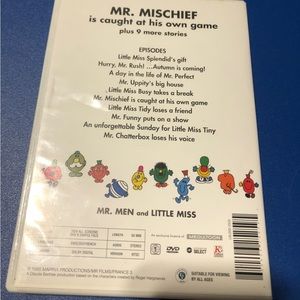 MR. MISCHIEF
is caught at his own game
plus 9 more stories
EPISODES
Little Miss Splendid's gift
Hurry, Mr. Rush! ...Autumn is coming!
A day in the life of Mr. Perfect
Mr. Uppity's big house
Little Miss Busy takes a break
Mr. Mischief is caught at his own game
Little Miss Tidy loses a friend
Mr. Funny puts on a show
An unforgettable Sunday for Little Miss Tiny
Mr. Chatterbox loses his voice
MR. MEN and LITTLE MISS
DVD
SELECT
SUITABLE FOR VIEWING
BY ALL AGES